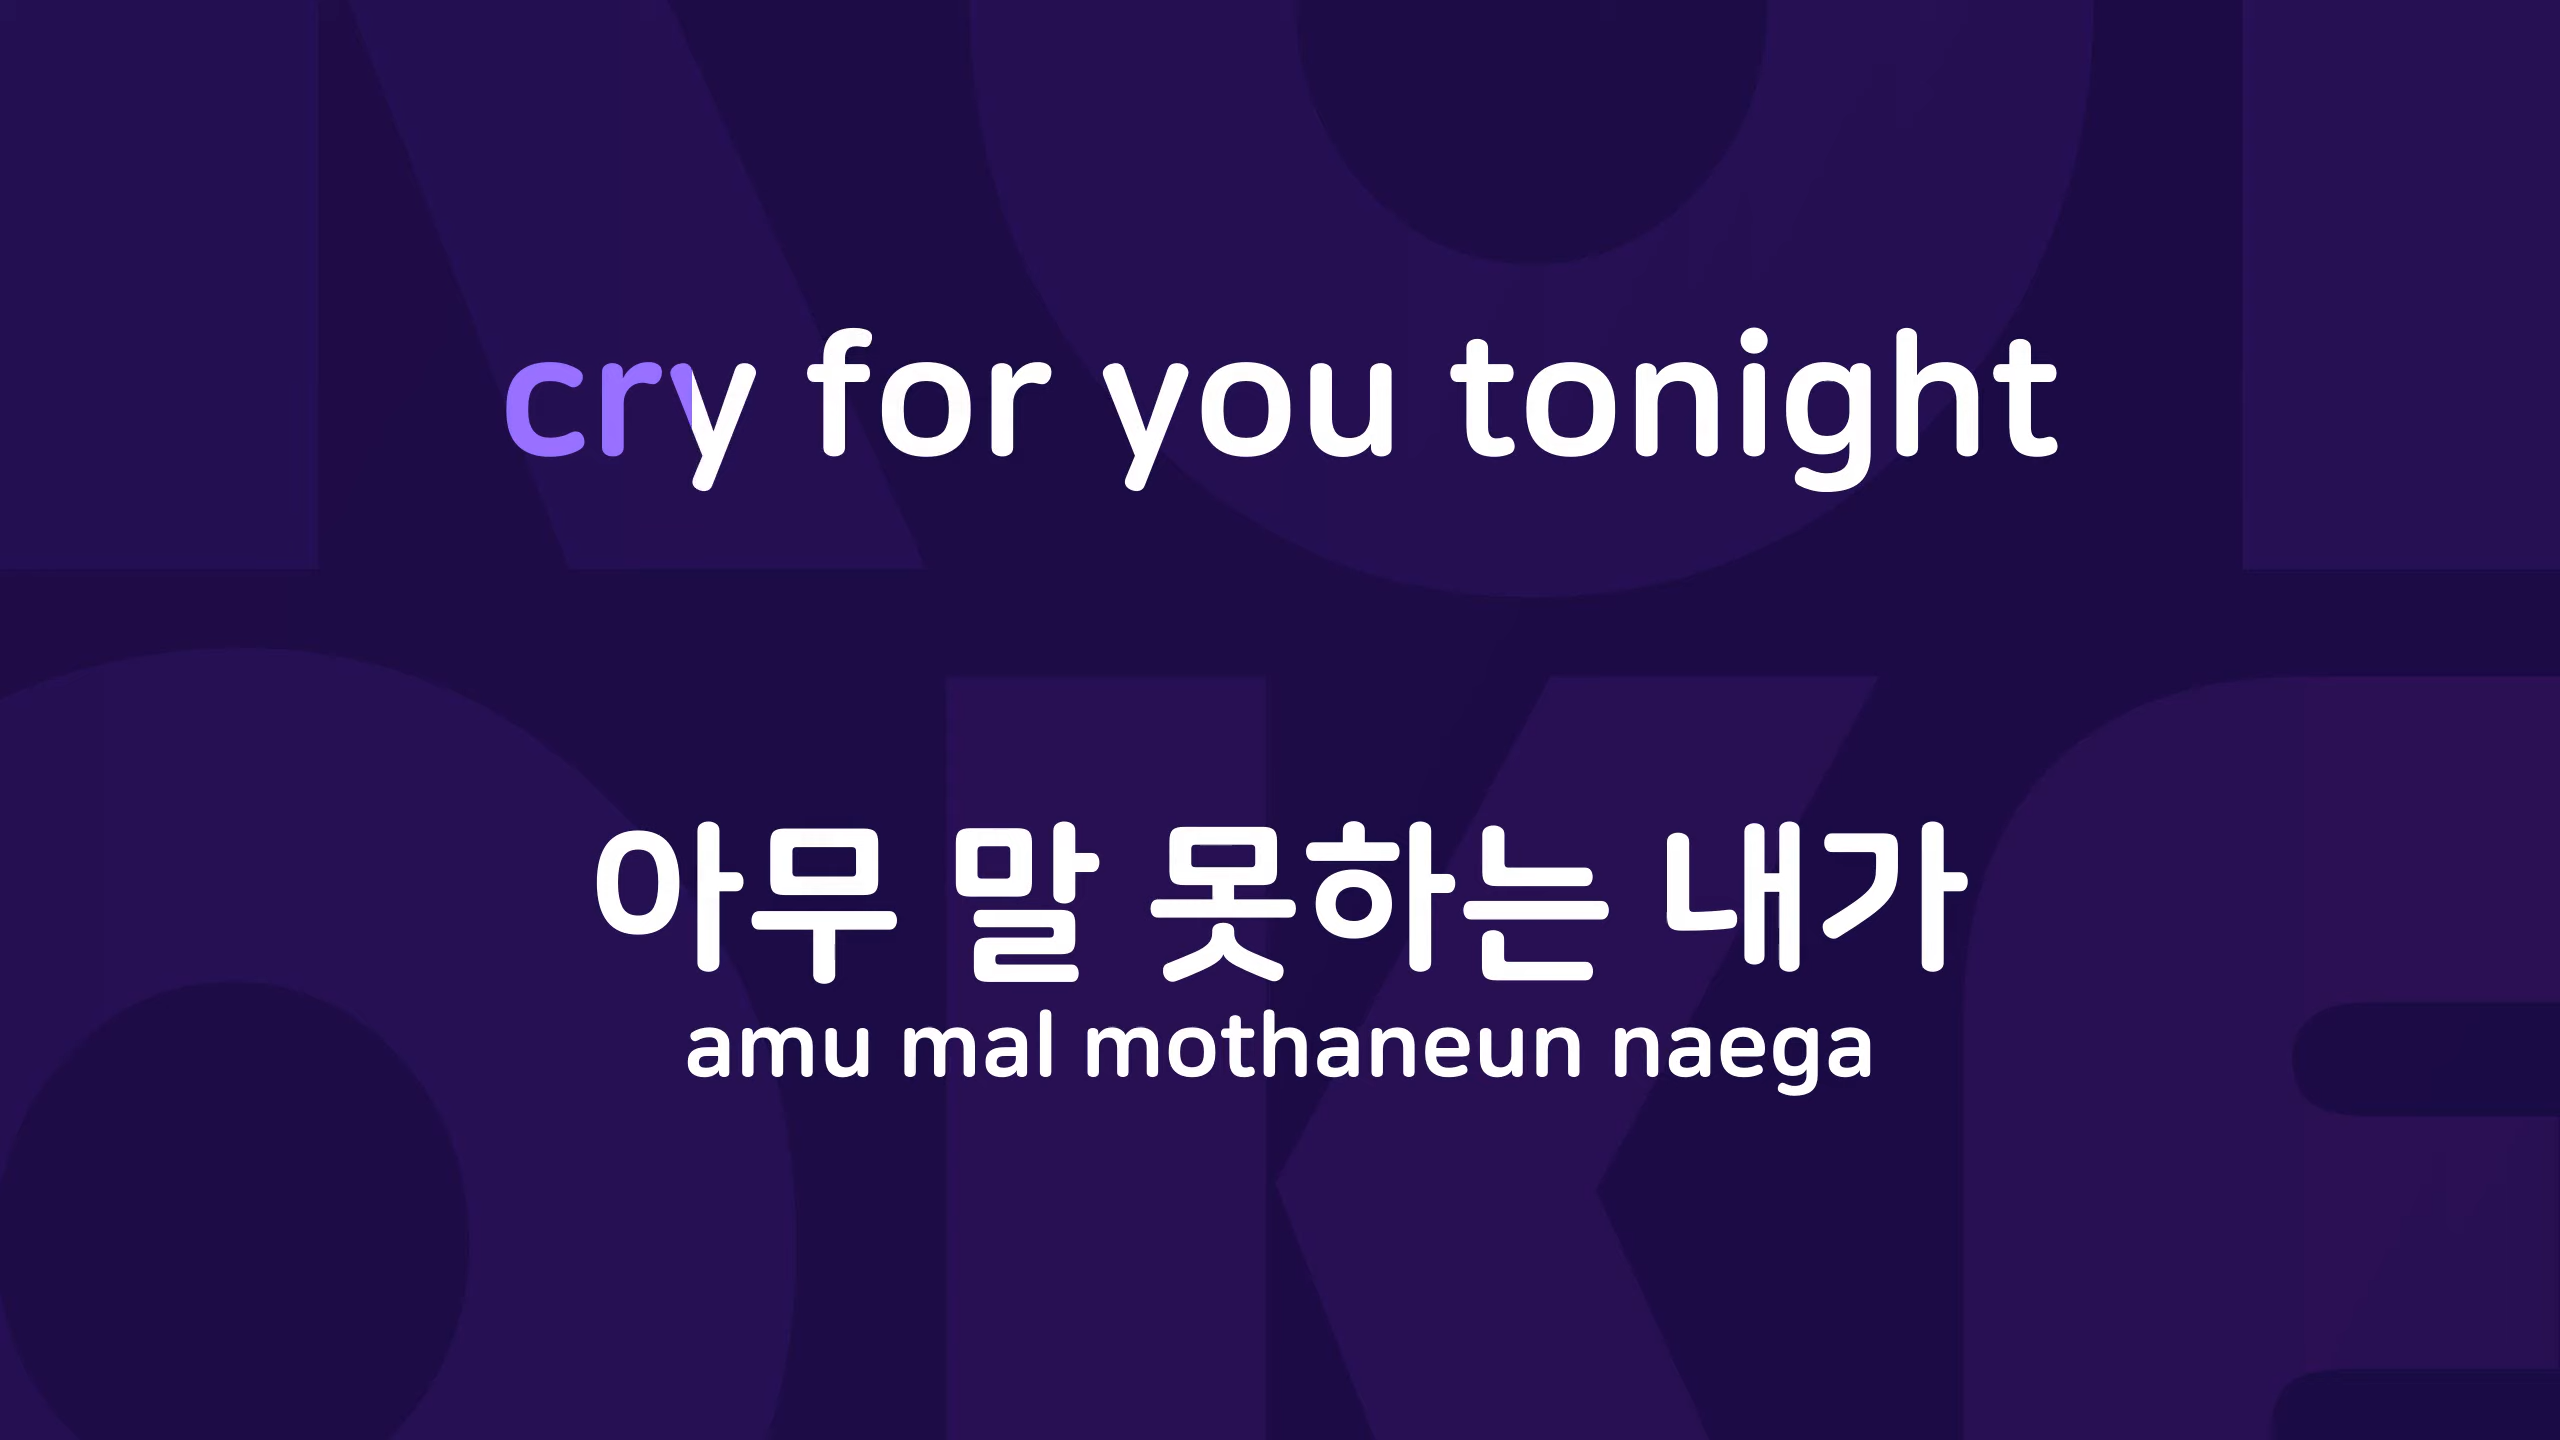 cry for you tonight
아무 말 못하는 내가
amu mal mothaneun naega